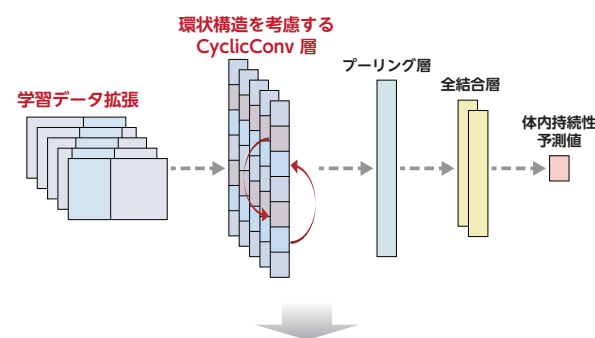 環状構造を考慮する
CyclicConv 層
プーリング層
全結合層
学習データ拡張
体内持続性
予測値